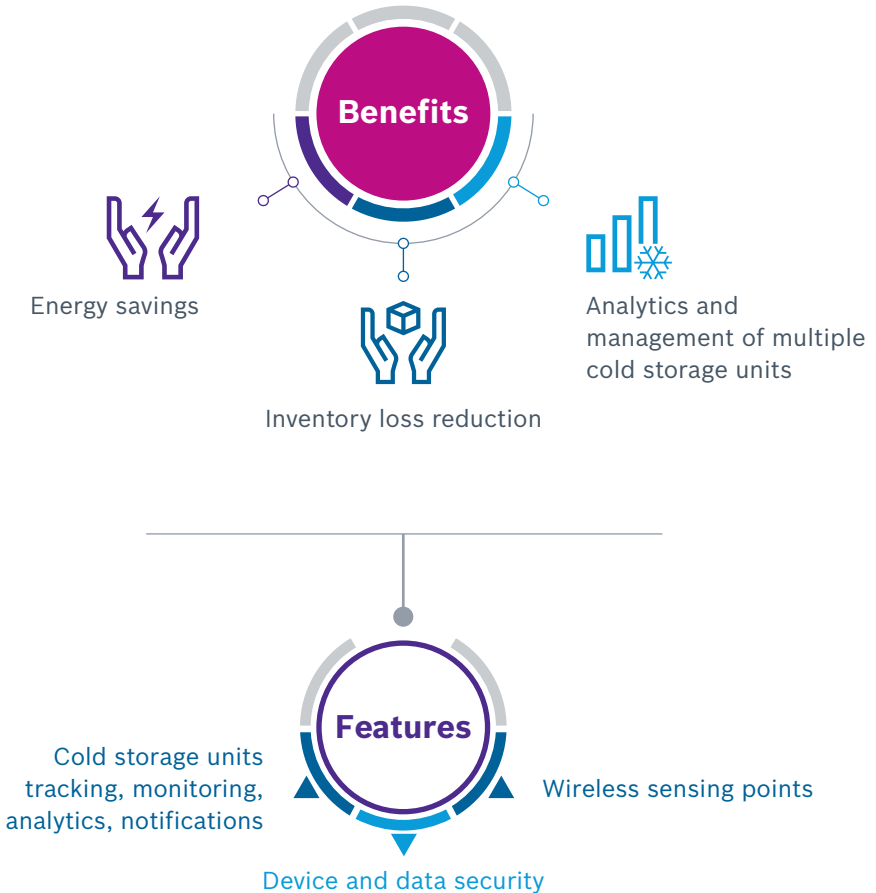 Benefits
Energy savings
Inventory loss reduction
Analytics and
management of multiple
cold storage units
Features
Cold storage units
tracking, monitoring,
analytics, notifications
Device and data security
Wireless sensing points